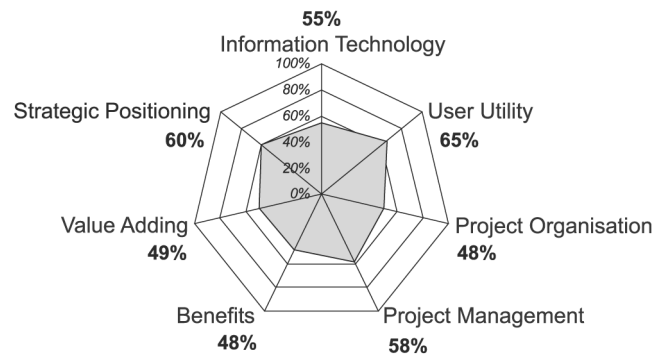 55%
Information Technology
100%
80%
60%
40%
20%
0%
Strategic Positioning
60%
User Utility
65%
Value Adding
49%
Project Organisation
48%
Benefits
48%
Project Management
58%